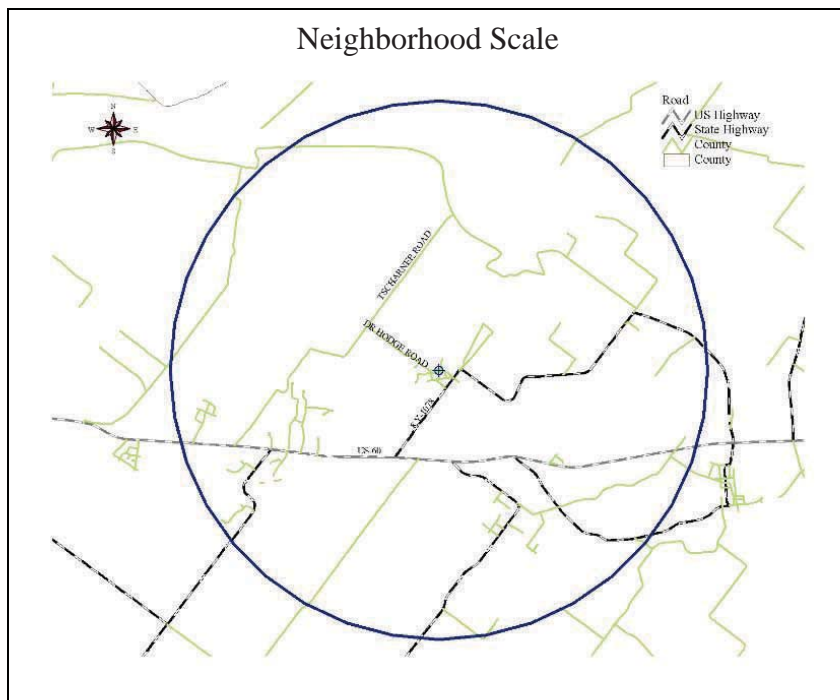 Neighborhood Scale
N
W E
S
Road
US Highway
State Highway
County
County
TSCHARNER ROAD
DR HODGE ROAD
US 60